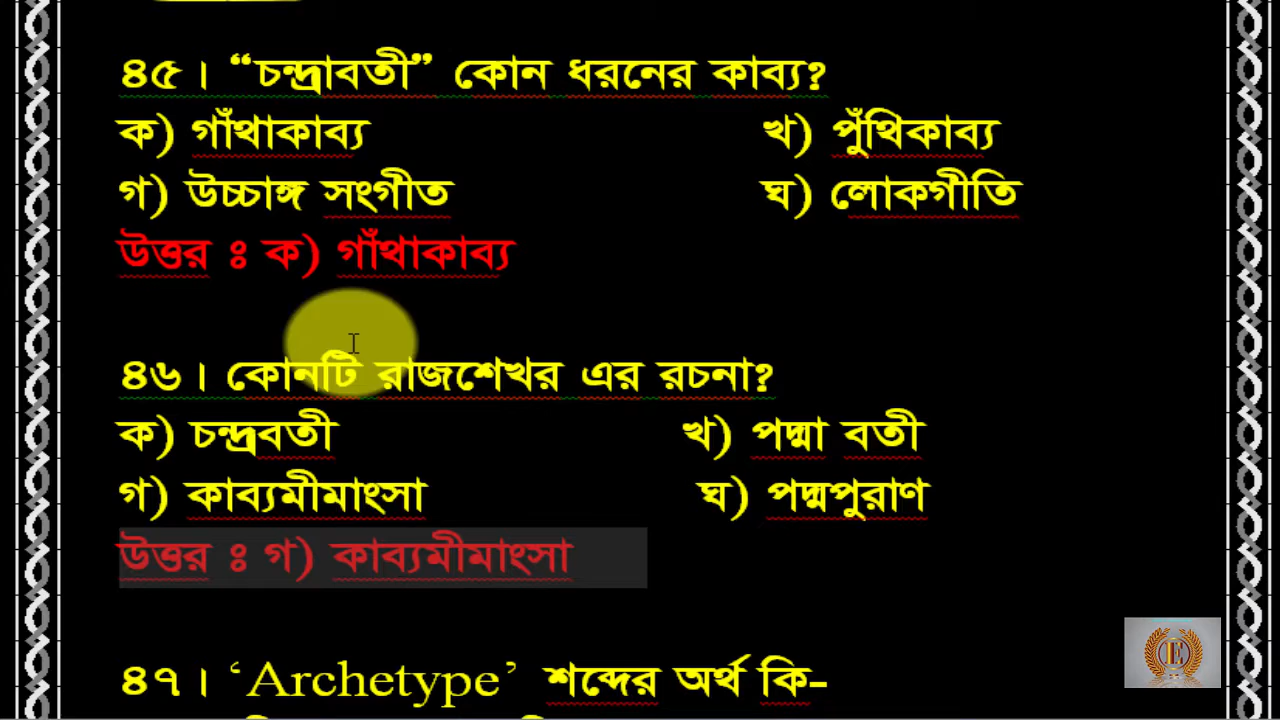 ৪৫। “চন্দ্রাবতী” কোন ধরনের কাব্য?
ক) গাঁথাকাব্য খ) পুঁথিকাব্য
গ) উচ্চাঙ্গ সংগীত ঘ) লোকগীতি
উত্তর ঃ ক) গাঁথাকাব্য
৪৬। কোনটি রাজশেখর এর রচনা?
ক) চন্দ্রবতী খ) পদ্মা বতী
গ) কাব্যমীমাংসা ঘ) পদ্মপুরাণ
উত্তর ঃ গ) কাব্যমীমাংসা
৪৭। ‘Archetype’ শব্দের অর্থ কি-
E